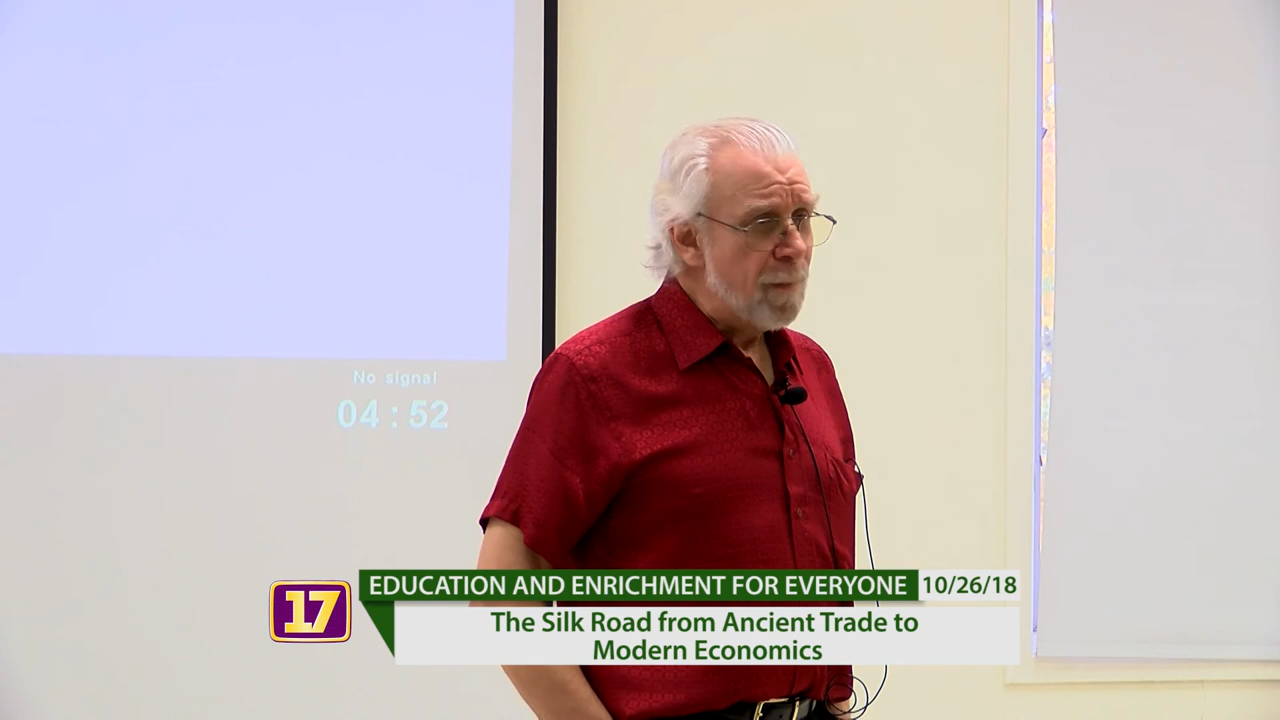 No signal
04:52
17
EDUCATION AND ENRICHMENT FOR EVERYONE
10/26/18
The Silk Road from Ancient Trade to
Modern Economics